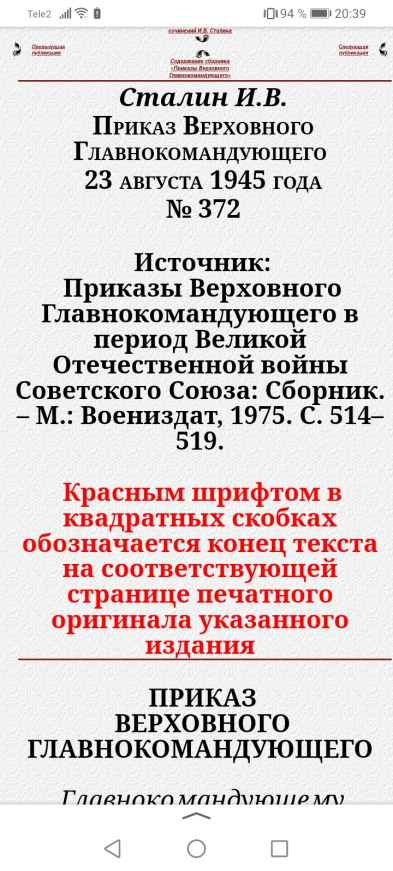 Tele2 94 % 20:39
сочинений И.В. Сталина
Предыдущая Следующая
публикация публикация
Содержание сборника
«Приказы Верховного
Главнокомандующего»
Сталин И.В.
Приказ Верховного
Главнокомандующего
23 августа 1945 года
№ 372
Источник:
Приказы Верховного
Главнокомандующего в
период Великой
Отечественной войны
Советского Союза: Сборник.
– М.: Воениздат, 1975. С. 514–
519.
Красным шрифтом в
квадратных скобках
обозначается конец текста
на соответствующей
странице печатного
оригинала указанного
издания
ПРИКАЗ
ВЕРХОВНОГО
ГЛАВНОКОМАНДУЮЩЕГО
Главнокомандующему